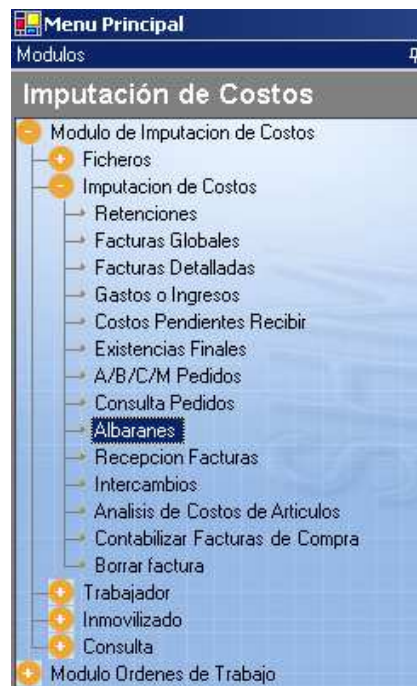 Menu Principal
Modulos
Imputación de Costos
Modulo de Imputacion de Costos
Ficheros
Imputacion de Costos
Retenciones
Facturas Globales
Facturas Detalladas
Gastos o Ingresos
Costos Pendientes Recibir
Existencias Finales
A/B/C/M Pedidos
Consulta Pedidos
Albaranes
Recepcion Facturas
Intercambios
Analisis de Costos de Articulos
Contabilizar Facturas de Compra
Borrar factura
Trabajador
Inmovilizado
Consulta
Modulo Ordenes de Trabajo